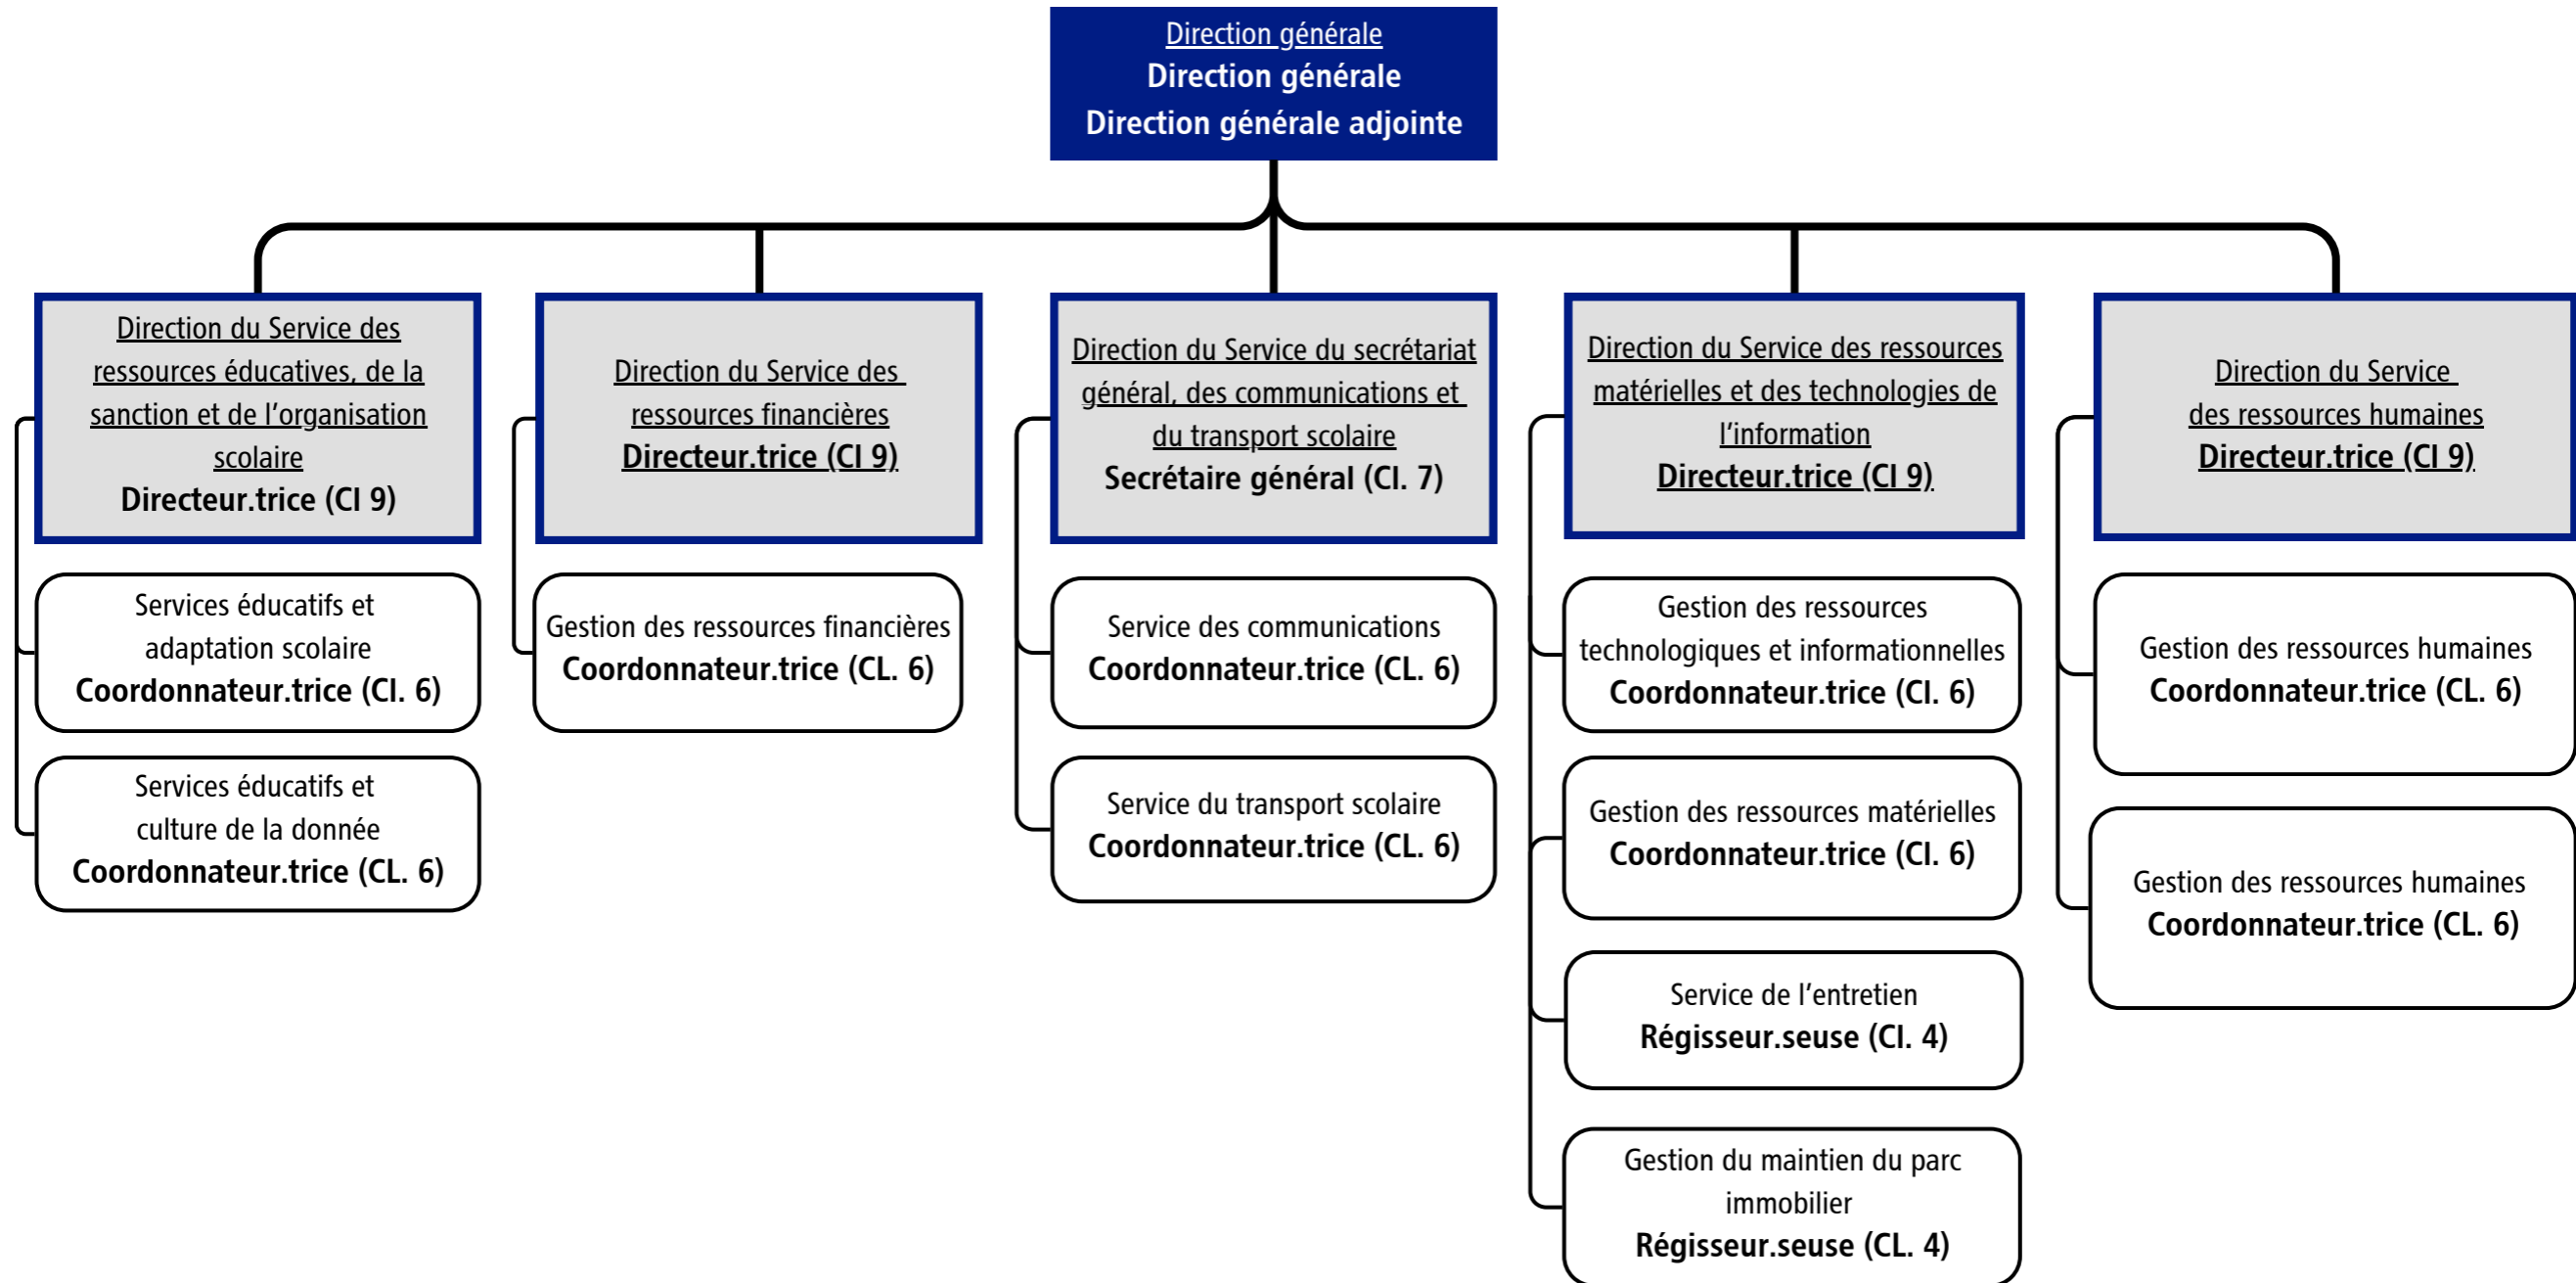 Direction générale
Direction générale
Direction générale adjointe
Direction du Service des
ressources éducatives, de la
sanction et de l'organisation
scolaire
Directeur.trice (Cl 9)
Services éducatifs et
adaptation scolaire
Coordonnateur.trice (Cl. 6)
Services éducatifs et
culture de la donnée
Coordonnateur.trice (CL. 6)
Direction du Service des
ressources financières
Directeur.trice (Cl 9)
Gestion des ressources financières
Coordonnateur.trice (CL. 6)
Direction du Service du secrétariat
général, des communications et
du transport scolaire
Secrétaire général (Cl. 7)
Service des communications
Coordonnateur.trice (CL. 6)
Service du transport scolaire
Coordonnateur.trice (CL. 6)
Direction du Service des ressources
matérielles et des technologies de
l'information
Directeur.trice (Cl 9)
Gestion des ressources
technologiques et informationnelles
Coordonnateur.trice (Cl. 6)
Gestion des ressources matérielles
Coordonnateur.trice (Cl. 6)
Service de l'entretien
Régisseur.seuse (Cl. 4)
Gestion du maintien du parc
immobilier
Régisseur.seuse (CL. 4)
Direction du Service
des ressources humaines
Directeur.trice (Cl 9)
Gestion des ressources humaines
Coordonnateur.trice (CL. 6)
Gestion des ressources humaines
Coordonnateur.trice (CL. 6)